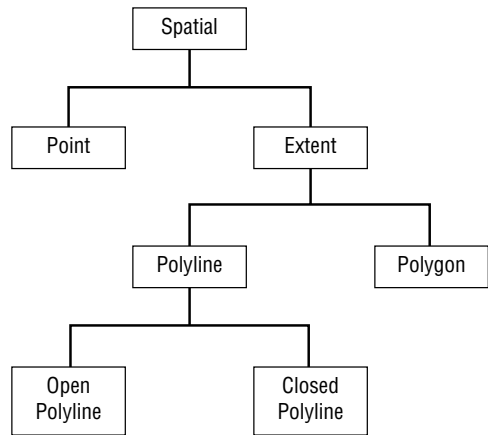 Spatial
Point
Extent
Polyline
Polygon
Open
Polyline
Closed
Polyline